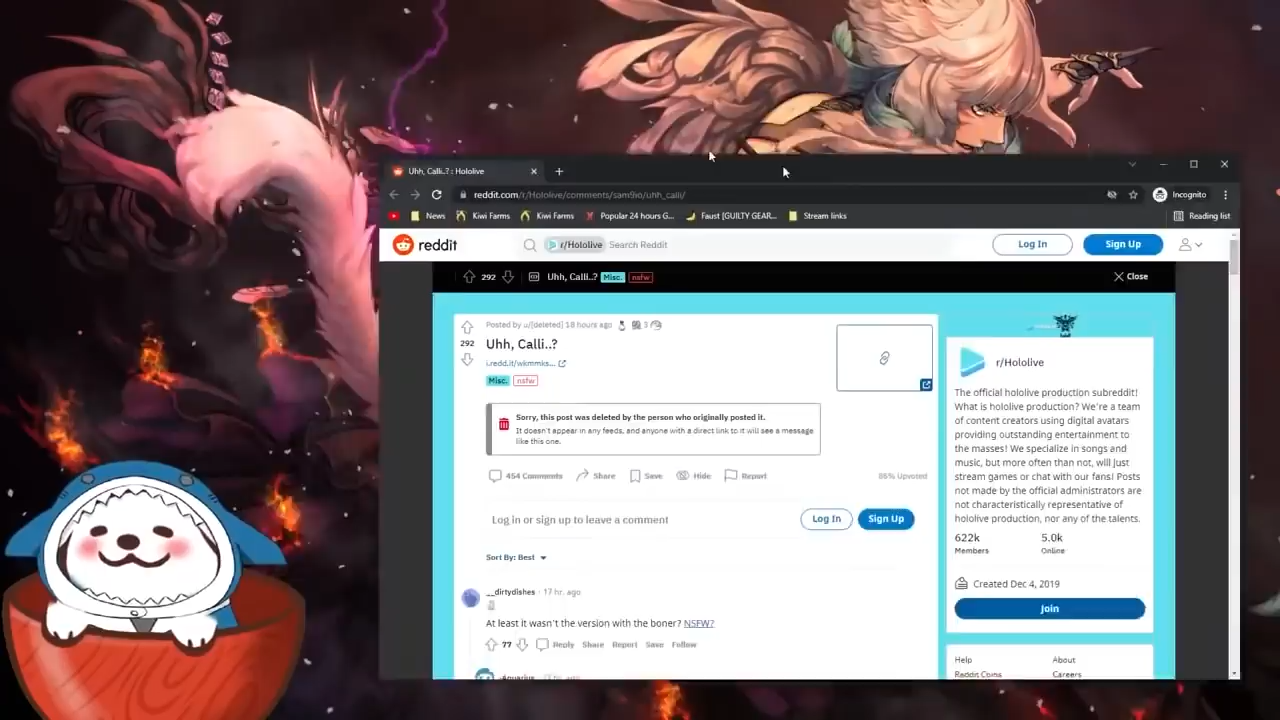 Uhh, Calli..? : Hololive
reddit.com/r/Hololive/comments/sam9io/uhh_calli/
Incognito
News
Kiwi Farms
Kiwi Farms
Popular 24 hours G...
Faust [GUILTY GEAR...
Stream links
Reading list
reddit
r/Hololive
Search Reddit
Log In
Sign Up
292
Uhh, Calli..?
Misc.
nsfw
Close
Posted by u/[deleted] 18 hours ago
3
292
Uhh, Calli..?
i.redd.it/wkmmks...
Misc.
nsfw
Sorry, this post was deleted by the person who originally posted it.
It doesn't appear in any feeds, and anyone with a direct link to it will see a message
like this one.
454 Comments
Share
Save
Hide
Report
86% Upvoted
Log in or sign up to leave a comment
Log In
Sign Up
Sort By: Best
__dirtydishes · 17 hr. ago
At least it wasn't the version with the boner? NSFW?
77
Reply
Share
Report
Save
Follow
r/Hololive
The official hololive production subreddit!
What is hololive production? We're a team
of content creators using digital avatars
providing outstanding entertainment to
the masses! We specialize in songs and
music, but more often than not, will just
stream games or chat with our fans! Posts
not made by the official administrators are
not characteristically representative of
hololive production, nor any of the talents.
622k
Members
5.0k
Online
Created Dec 4, 2019
Join
Help
About
Reddit Coins
Careers